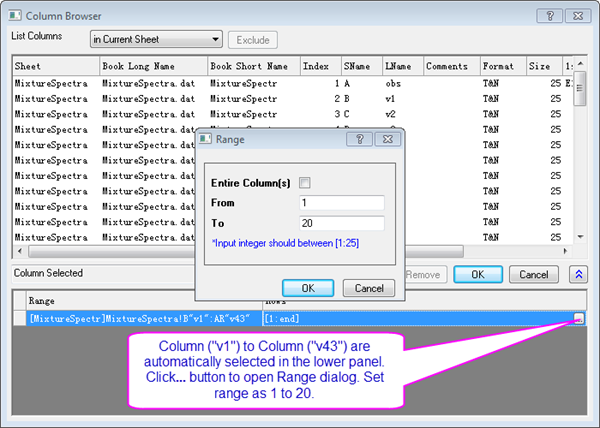 Column Browser
List Columns in Current Sheet Exclude
Sheet Book Long Name Book Short Name Index SName LName Comments Format Size 1:
MixtureSpectra MixtureSpectra.dat MixtureSpectr 1 A obs T&N 25
MixtureSpectra MixtureSpectra.dat MixtureSpectr 2 B v1 T&N 25
MixtureSpectra MixtureSpectra.dat MixtureSpectr 3 C v2 T&N 25
MixtureSpectra MixtureSpectra.dat T&N 25
MixtureSpectra MixtureSpectra.dat T&N 25
MixtureSpectra MixtureSpectra.dat T&N 25
MixtureSpectra MixtureSpectra.dat T&N 25
MixtureSpectra MixtureSpectra.dat T&N 25
MixtureSpectra MixtureSpectra.dat T&N 25
MixtureSpectra MixtureSpectra.dat T&N 25
Range
Entire Column(s)
From 1
To 20
*Input integer should between [1:25]
OK Cancel
Column Selected Remove OK Cancel
Range Rows
[MixtureSpectr]MixtureSpectra!B"v1":AR"v43" [1:end] ...
Column ("v1") to Column ("v43") are
automatically selected in the lower panel.
Click... button to open Range dialog. Set
range as 1 to 20.